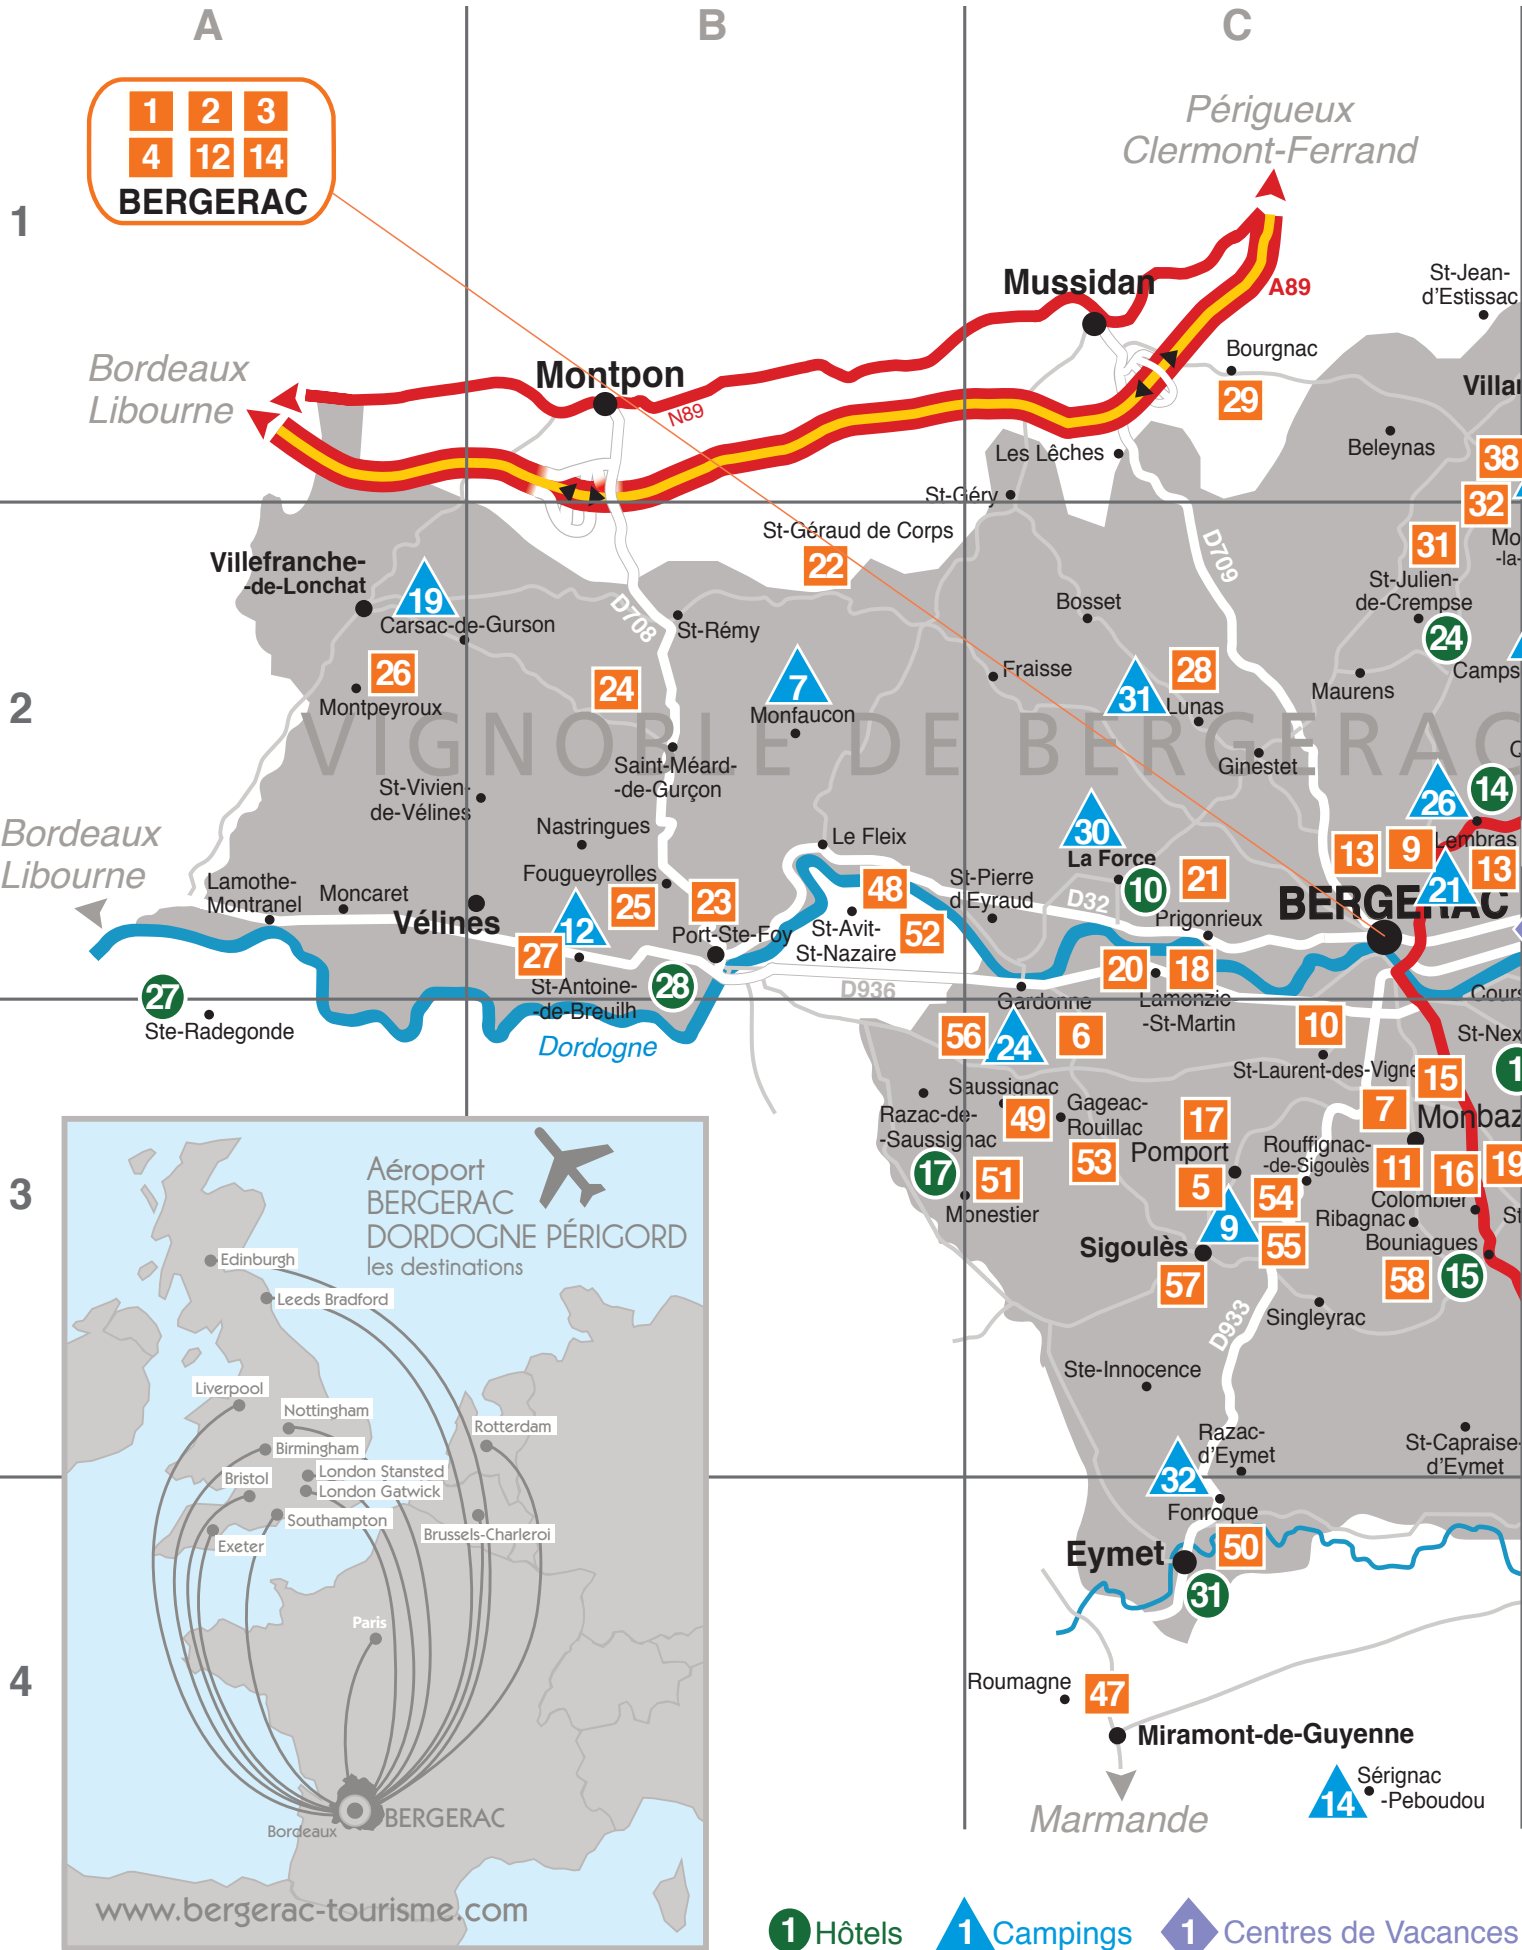 A
B
C
1
2
3
4
12
14
BERGERAC
1
Périgueux
Clermont-Ferrand
Mussidan
A89
St-Jean-
d'Estissac
Bourgnac
29
Bordeaux
Libourne
Montpon
N89
Les Lêches
Beleynas
38
St-Géry
32
St-Géraud de Corps
22
31
D709
St-Julien-
de-Crempse
24
Villefranche-
-de-Lonchat
19
Carsac-de-Gurson
D708
St-Rémy
Bosset
Fraisse
Maurens
26
Montpeyroux
24
7
Monfaucon
31
28
Lunas
2
VIGNOBLE DE BERGERAC
Ginestet
Saint-Méard-
-de-Gurçon
St-Vivien-
de-Vélines
26
14
Lembras
Bordeaux
Libourne
Nastringues
Le Fleix
30
La Force
10
21
13
9
13
21
BERGERAC
Fougueyrolles
Lamothe-
Montranel
Moncaret
Vélines
12
25
23
Port-Ste-Foy
48
St-Avit-
St-Nazaire
52
St-Pierre
d'Eyraud
D32
Prigonrieux
27
St-Antoine-
-de-Breuilh
28
D936
Gardonne
20
18
Lamonzie
-St-Martin
27
Ste-Radegonde
Dordogne
56
24
6
10
St-Laurent-des-Vigne
15
Saussignac
49
Gageac-
Rouillac
Razac-de-
-Saussignac
17
51
Monestier
53
17
Pomport
5
Rouffignac-
-de-Sigoulès
7
11
16
19
Colombier
54
9
Ribagnac
Bouniagues
55
58
15
Sigoulès
57
3
D933
Singleyrac
Ste-Innocence
Razac-
d'Eymet
32
St-Capraise-
d'Eymet
Fonroque
50
Eymet
31
4
Roumagne
47
Miramont-de-Guyenne
Marmande
14
Sérignac
-Peboudou
Aéroport
BERGERAC
DORDOGNE PÉRIGORD
les destinations
Edinburgh
Leeds Bradford
Liverpool
Nottingham
Birmingham
Bristol
London Stansted
London Gatwick
Southampton
Exeter
Rotterdam
Brussels-Charleroi
Paris
Bordeaux
BERGERAC
www.bergerac-tourisme.com
1 Hôtels
1 Campings
1 Centres de Vacances